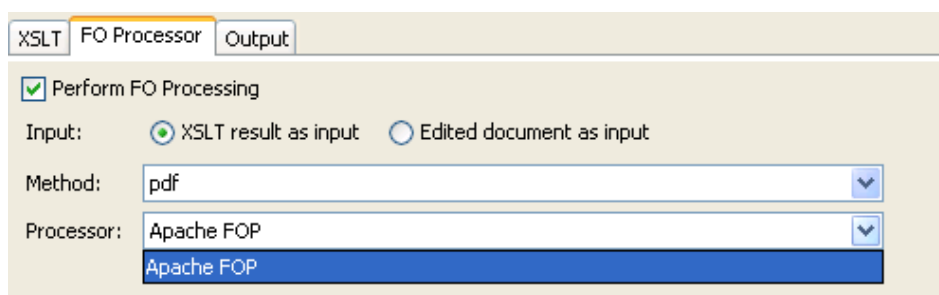 XSLT FO Processor Output
Perform FO Processing
Input: XSLT result as input Edited document as input
Method: pdf
Processor: Apache FOP
Apache FOP